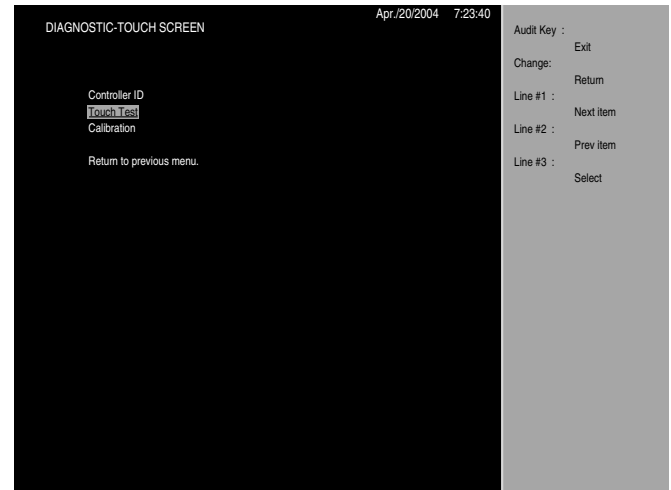 Apr./20/2004 7:23:40
DIAGNOSTIC-TOUCH SCREEN
Controller ID
Touch Test
Calibration
Return to previous menu.
Audit Key :
Exit
Change:
Return
Line #1 :
Next item
Line #2 :
Prev item
Line #3 :
Select